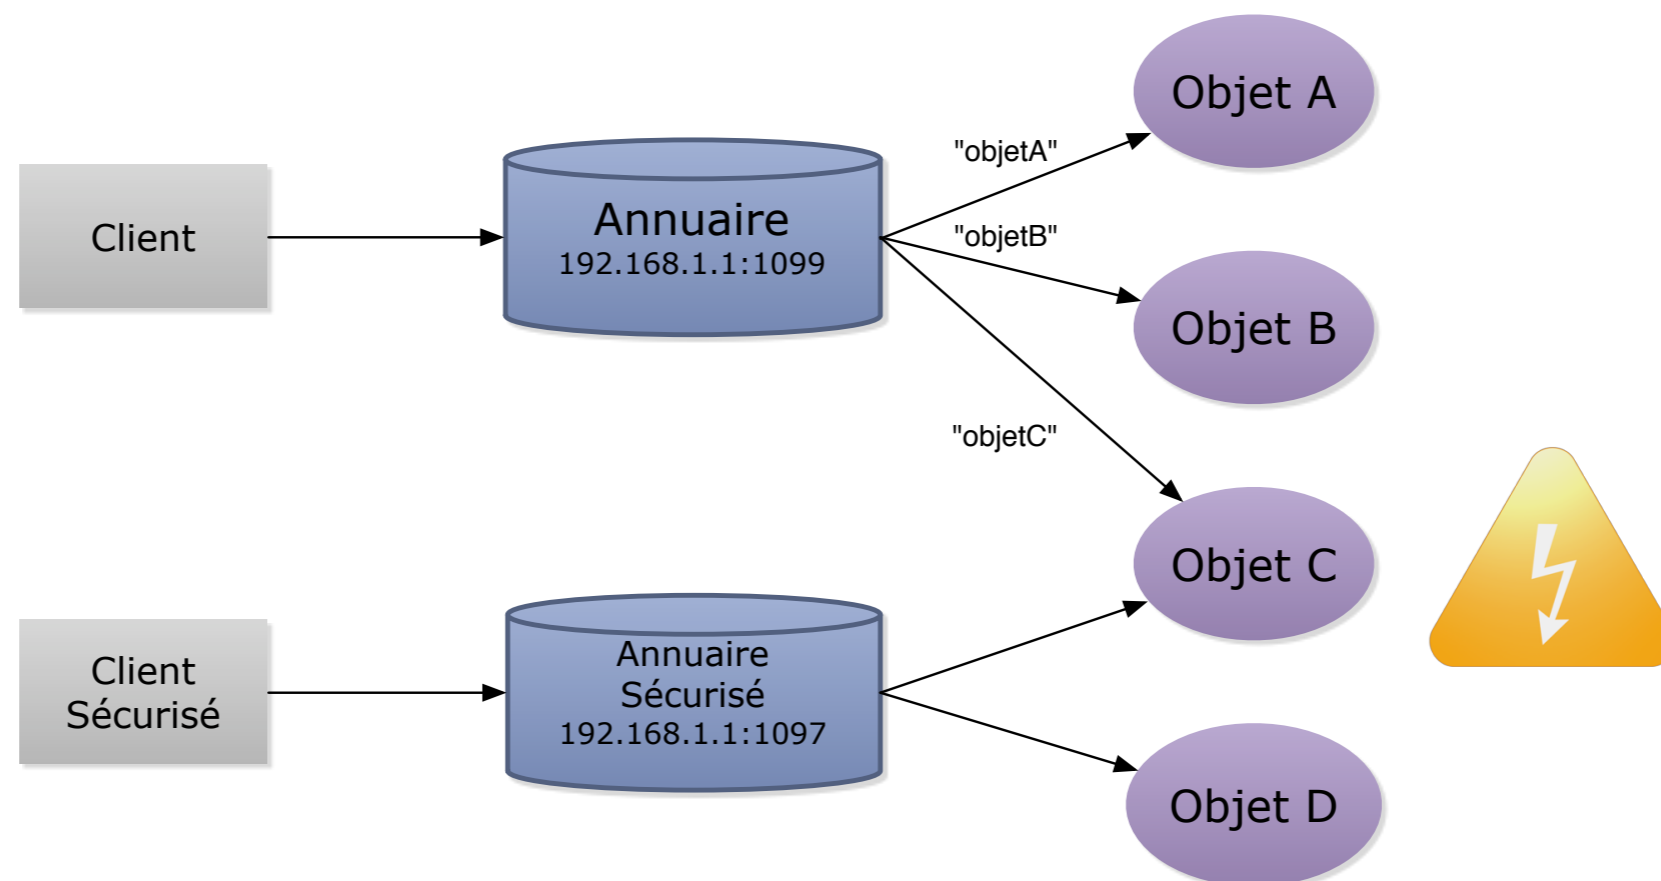 Objet A
"objetA"
Client
Annuaire
192.168.1.1:1099
"objetB"
Objet B
"objetC"
Objet C
Client
Sécurisé
Annuaire
Sécurisé
192.168.1.1:1097
Objet D